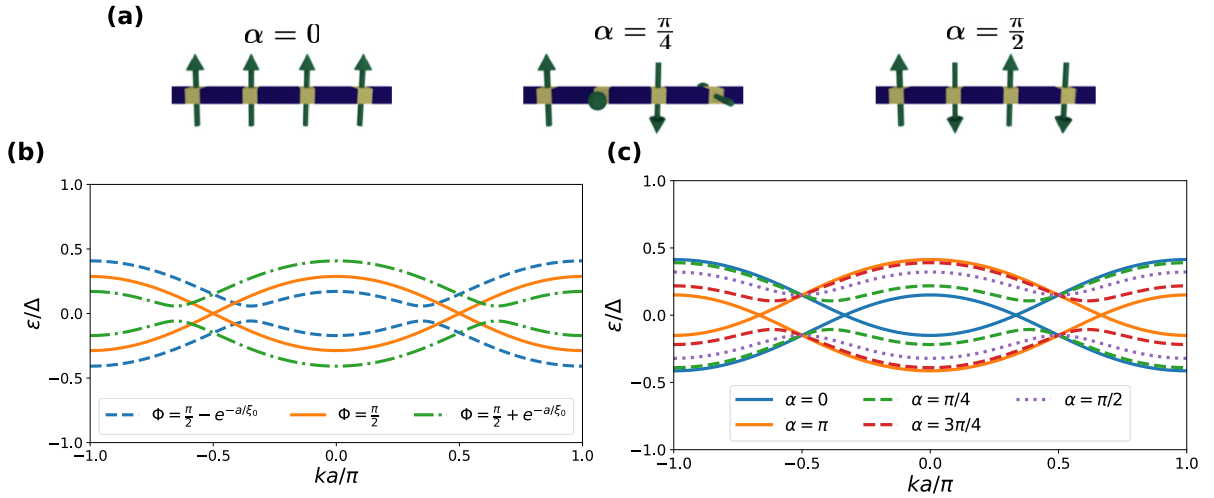 (a)
α = 0
α = π/4
α = π/2
(b)
(c)
ε/Δ
1.0
0.5
0.0
−0.5
−1.0
Φ = π/2 − e^{−a/ξ₀}
Φ = π/2
Φ = π/2 + e^{−a/ξ₀}
−1.0 −0.5 0.0 0.5 1.0
ka/π
ε/Δ
1.0
0.5
0.0
−0.5
−1.0
α = 0
α = π/4
α = π/2
α = π
α = 3π/4
−1.0 −0.5 0.0 0.5 1.0
ka/π